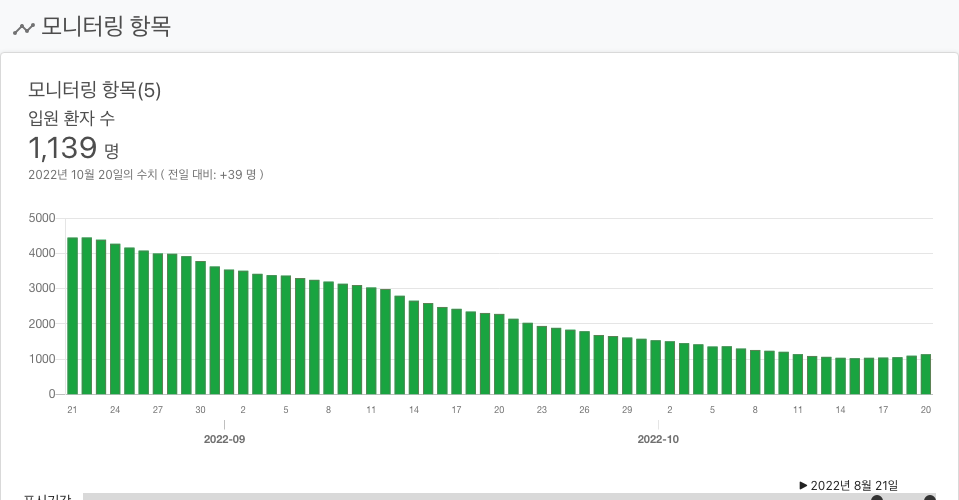 모니터링 항목
모니터링 항목(5)
입원 환자 수
1,139 명
2022년 10월 20일의 수치 ( 전일 대비: +39 명 )
5000
4000
3000
2000
1000
0
21 24 27 30 2 5 8 11 14 17 20 23 26 29 2 5 8 11 14 17 20
2022-09 2022-10
▶ 2022년 8월 21일
표시기간